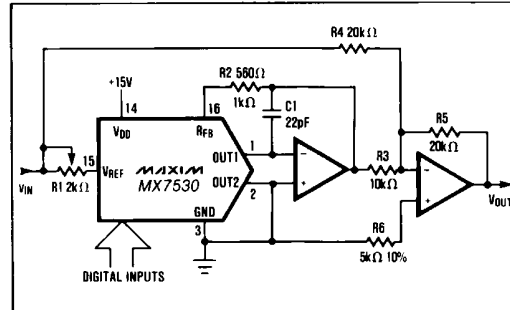 R4 20kΩ
+15V
R2 560Ω
1kΩ
14
16
C1
22pF
R5
20kΩ
VDD
RFB
OUT1
1
R3
10kΩ
VIN
R1 2kΩ
15
VREF
MAXIM
MX7530
OUT2
2
VOUT
GND
3
R6
5kΩ 10%
DIGITAL INPUTS
- + - +